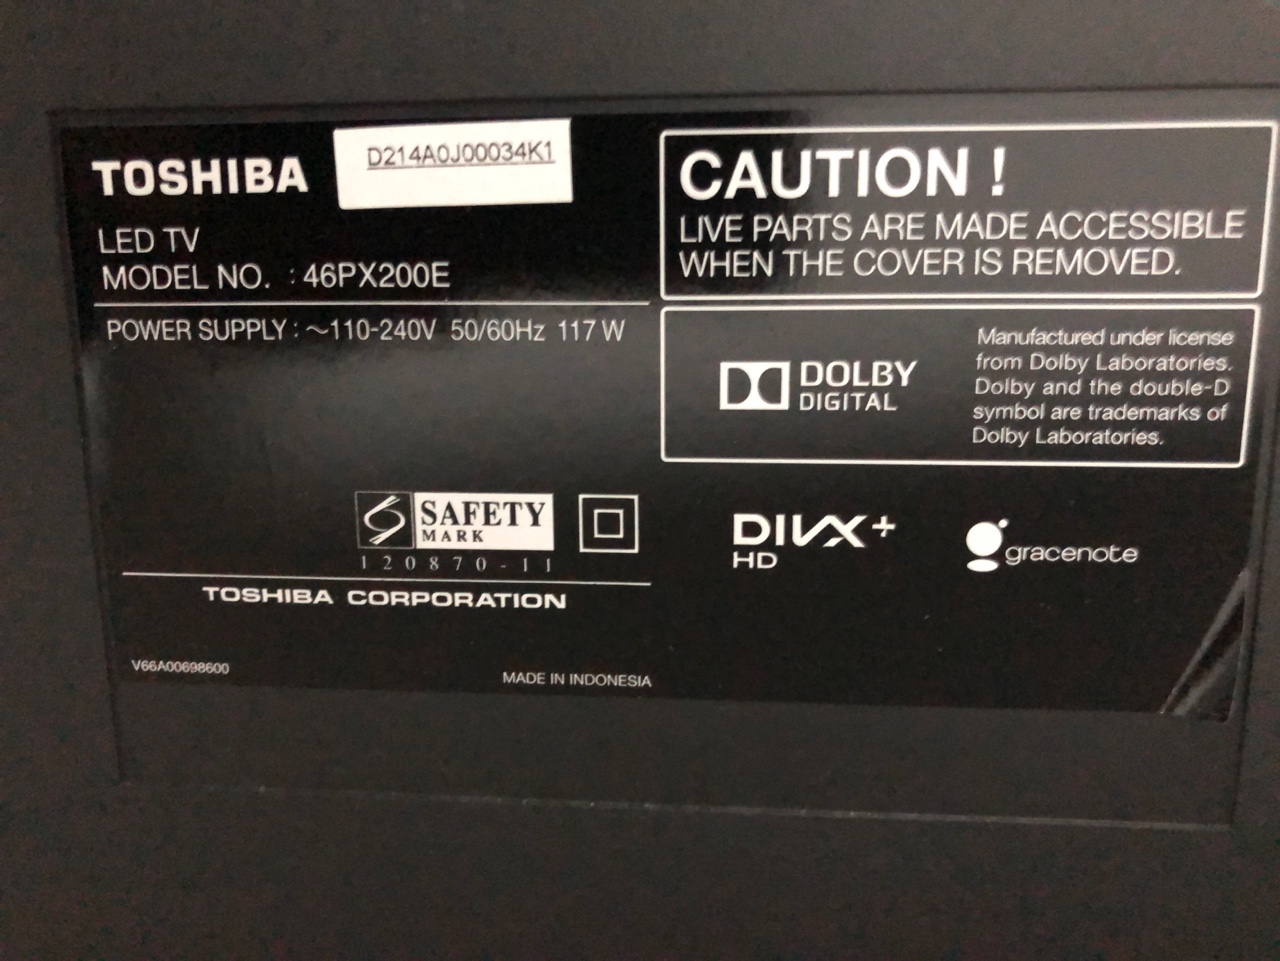 TOSHIBA
D214A0J00034K1
LED TV
MODEL NO. : 46PX200E
POWER SUPPLY : ~110-240V 50/60Hz 117 W
SAFETY
MARK
120870-11
TOSHIBA CORPORATION
V66A00698600
MADE IN INDONESIA
CAUTION !
LIVE PARTS ARE MADE ACCESSIBLE
WHEN THE COVER IS REMOVED.
DOLBY
DIGITAL
Manufactured under license
from Dolby Laboratories.
Dolby and the double-D
symbol are trademarks of
Dolby Laboratories.
DIVX+
HD
gracenote